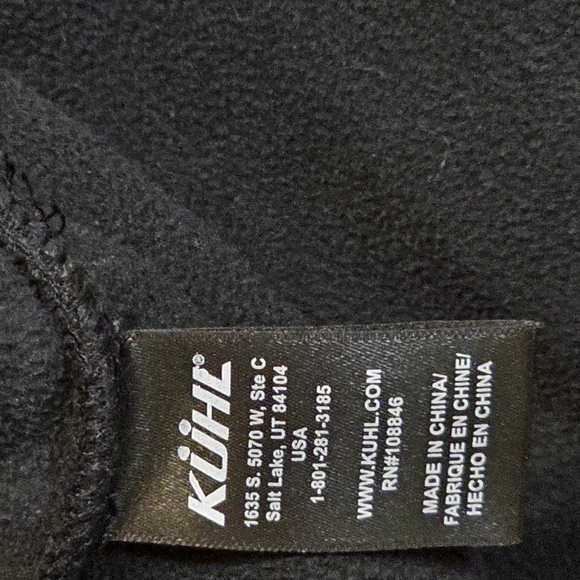 KÜHL®
1635 S. 5070 W, Ste C
Salt Lake, UT 84104
USA
1-801-281-3185
WWW.KUHL.COM
RN#108846
MADE IN CHINA/
FABRIQUE EN CHINE/
HECHO EN CHINA